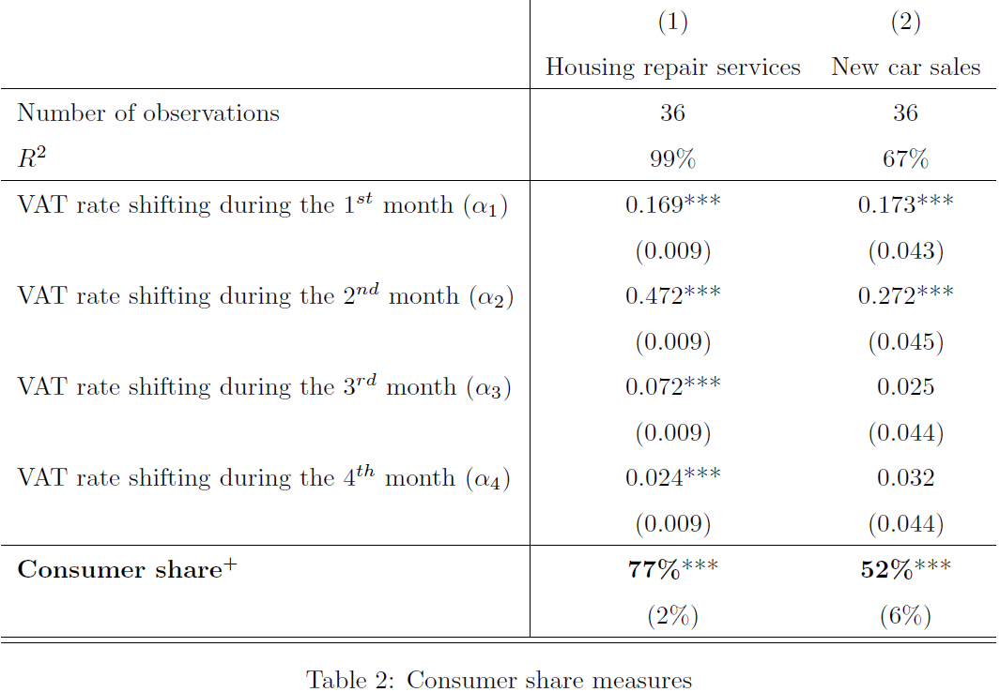 (1) (2)
Housing repair services New car sales
Number of observations 36 36
R² 99% 67%
VAT rate shifting during the 1st month (α₁) 0.169*** 0.173***
(0.009) (0.043)
VAT rate shifting during the 2nd month (α₂) 0.472*** 0.272***
(0.009) (0.045)
VAT rate shifting during the 3rd month (α₃) 0.072*** 0.025
(0.009) (0.044)
VAT rate shifting during the 4th month (α₄) 0.024*** 0.032
(0.009) (0.044)
Consumer share⁺ 77%*** 52%***
(2%) (6%)
Table 2: Consumer share measures